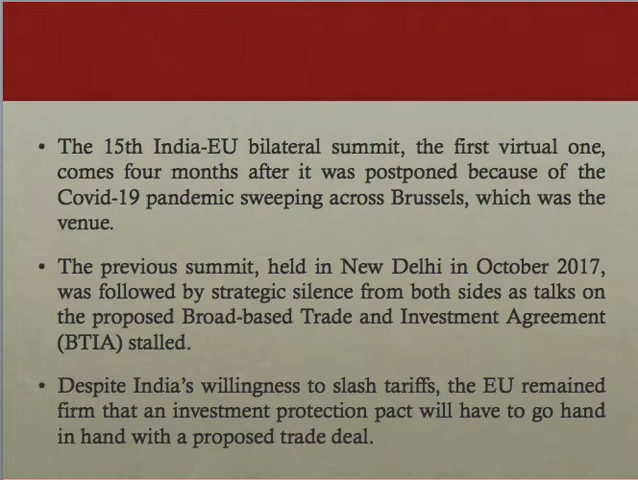 • The 15th India-EU bilateral summit, the first virtual one,
comes four months after it was postponed because of the
Covid-19 pandemic sweeping across Brussels, which was the
venue.
• The previous summit, held in New Delhi in October 2017,
was followed by strategic silence from both sides as talks on
the proposed Broad-based Trade and Investment Agreement
(BTIA) stalled.
• Despite India’s willingness to slash tariffs, the EU remained
firm that an investment protection pact will have to go hand
in hand with a proposed trade deal.